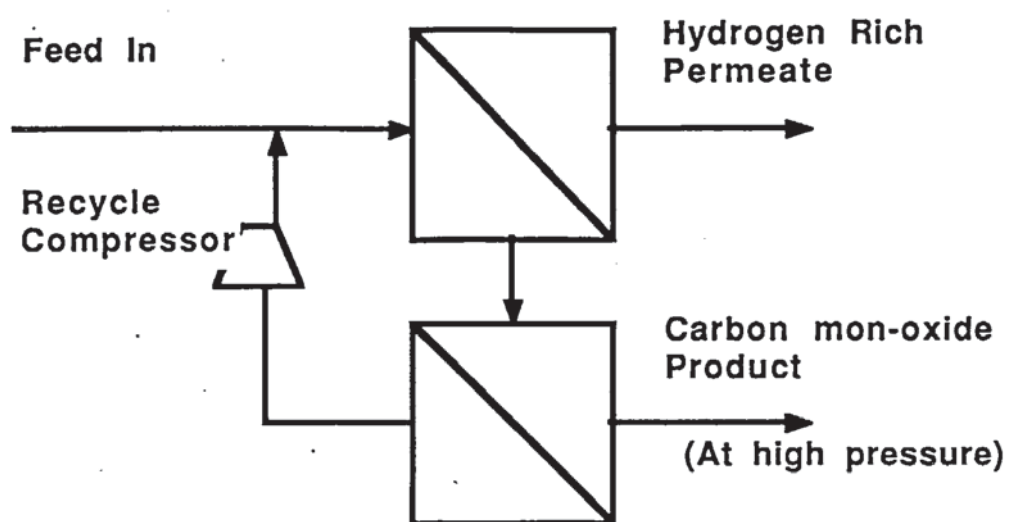 Feed In
Hydrogen Rich
Permeate
Recycle
Compressor
Carbon mon-oxide
Product
(At high pressure)